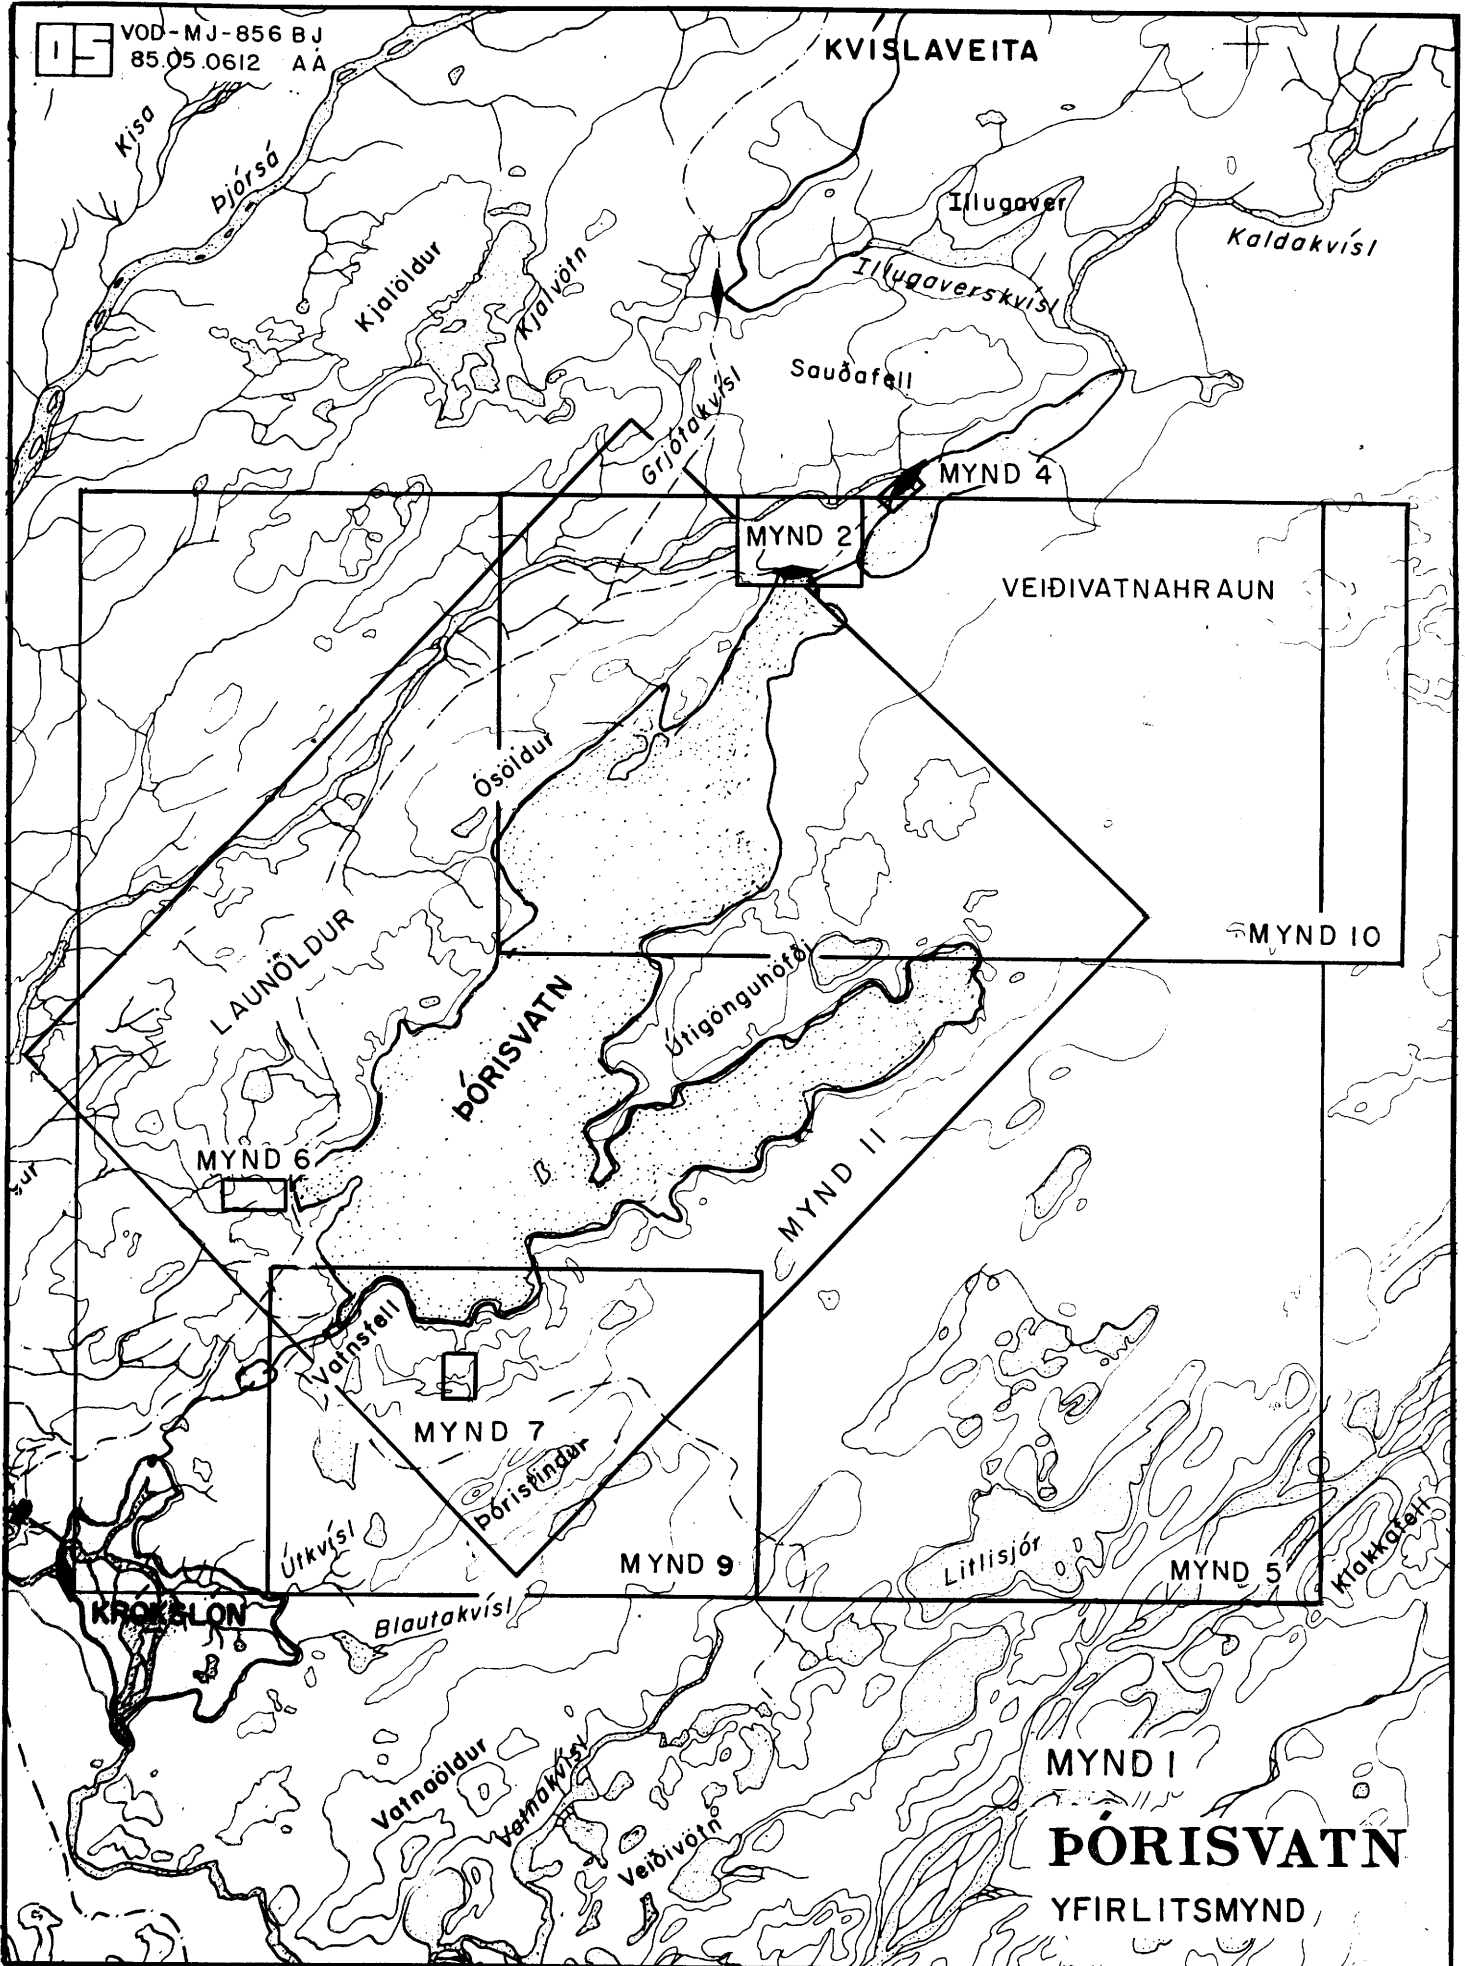 OS
VOD-MJ-856 BJ
85.05.0612 AÁ
KVÍSLAVEITA
Kisa
Þjórsá
Illugaver
Kaldakvísl
Kjalöldur
Kjalvötn
Illugaverskvísl
Sauðafell
Grjótakvísl
MYND 4
MYND 2
VEIÐIVATNAHRAUN
Ósöldur
LAUNÖLDUR
MYND 10
ÞÓRISVATN
Útigönguhöfði
MYND 11
MYND 6
Vatnsfell
MYND 7
Þóristindur
Útkvísl
MYND 9
Litlisjór
MYND 5
Klakkafell
KRÓKSLÓN
Blautakvísl
Vatnaöldur
Vatnakvísl
Veiðivötn
MYND 1
ÞÓRISVATN
YFIRLITSMYND